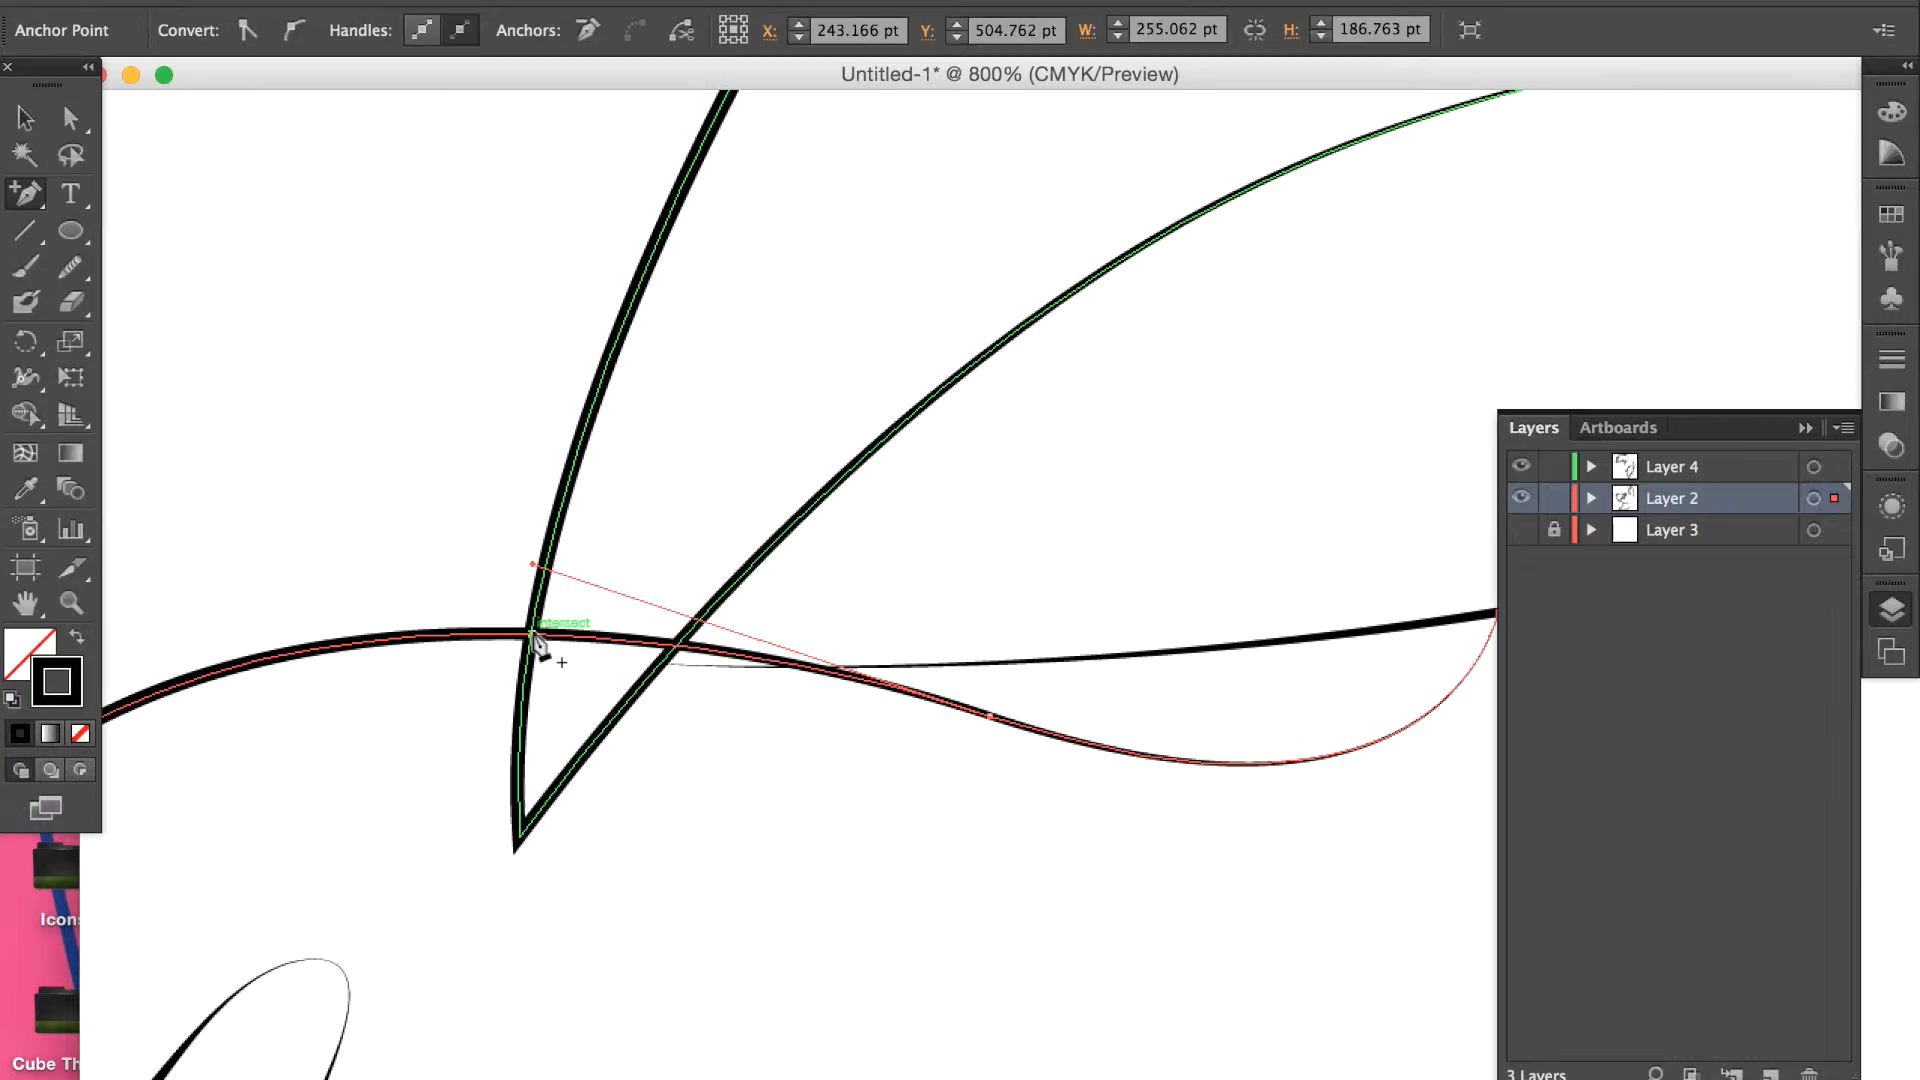 Anchor Point Convert: Handles: Anchors: X: 243.166 pt Y: 504.762 pt W: 255.062 pt H: 186.763 pt
Untitled-1* @ 800% (CMYK/Preview)
T
intersect
Layers Artboards
Layer 4
Layer 2
Layer 3
Icons
Cube Th
3 Layers